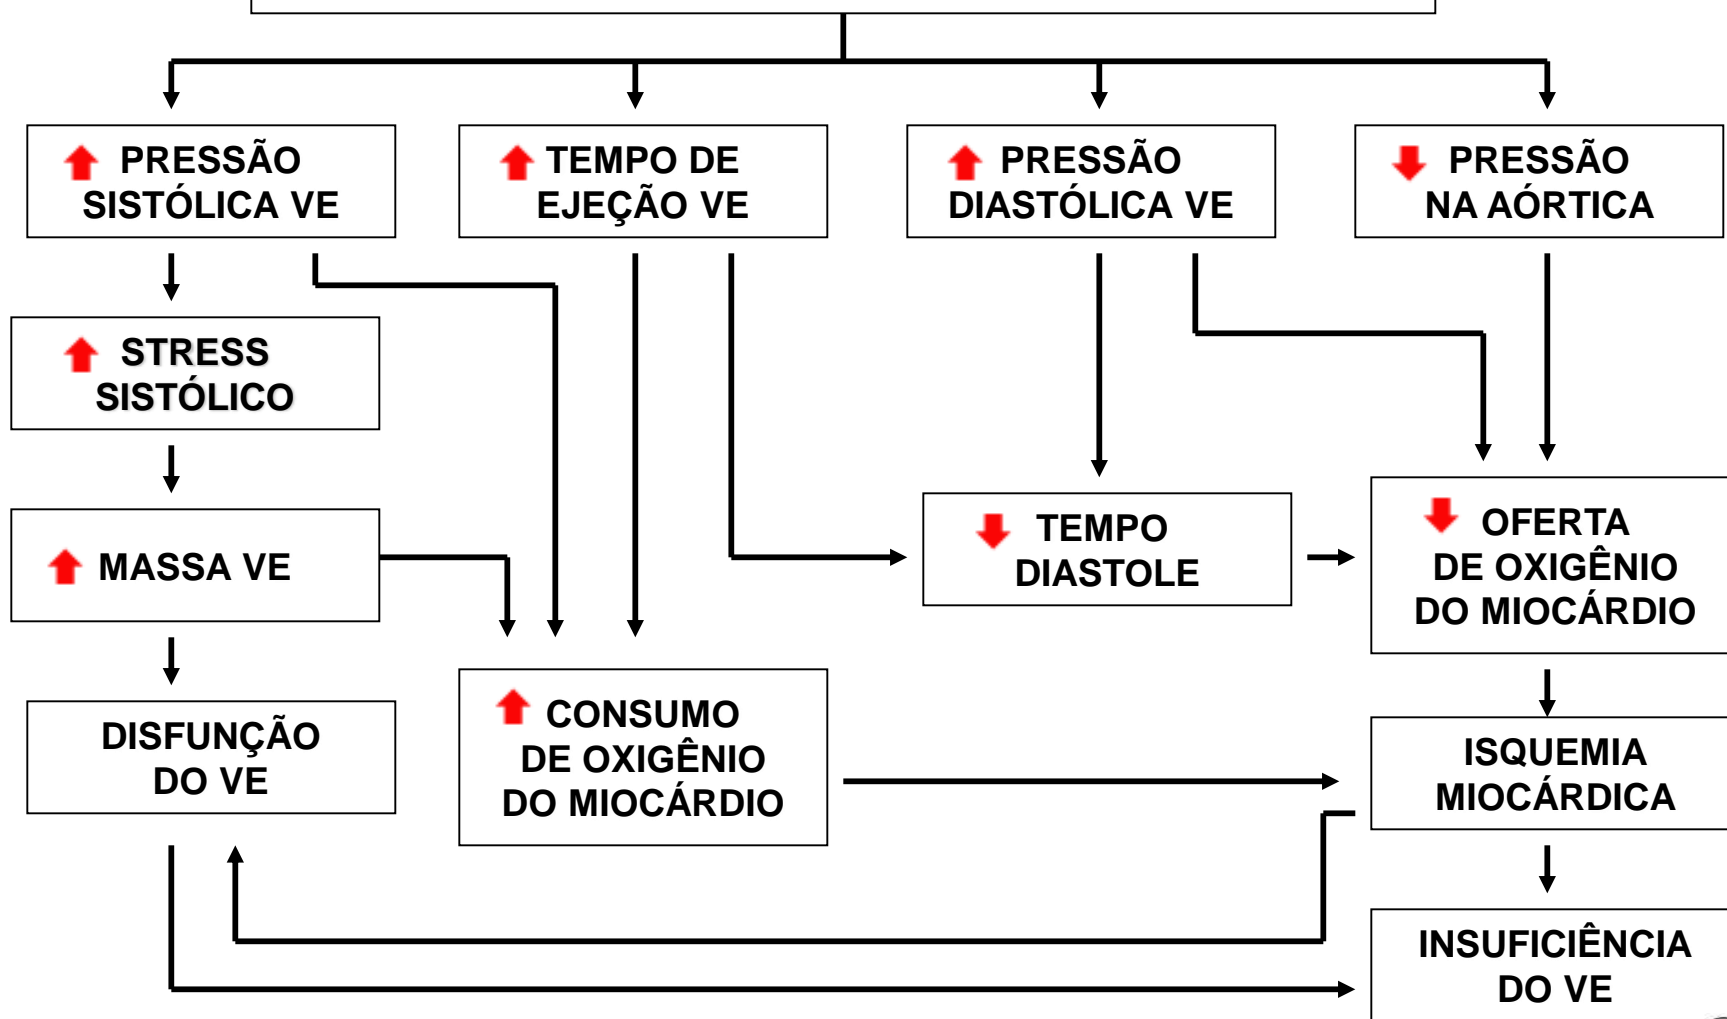 PRESSÃO
SISTÓLICA VE
TEMPO DE
EJEÇÃO VE
PRESSÃO
DIASTÓLICA VE
PRESSÃO
NA AÓRTICA
STRESS
SISTÓLICO
MASSA VE
TEMPO
DIASTOLE
OFERTA
DE OXIGÊNIO
DO MIOCÁRDIO
DISFUNÇÃO
DO VE
CONSUMO
DE OXIGÊNIO
DO MIOCÁRDIO
ISQUEMIA
MIOCÁRDICA
INSUFICIÊNCIA
DO VE